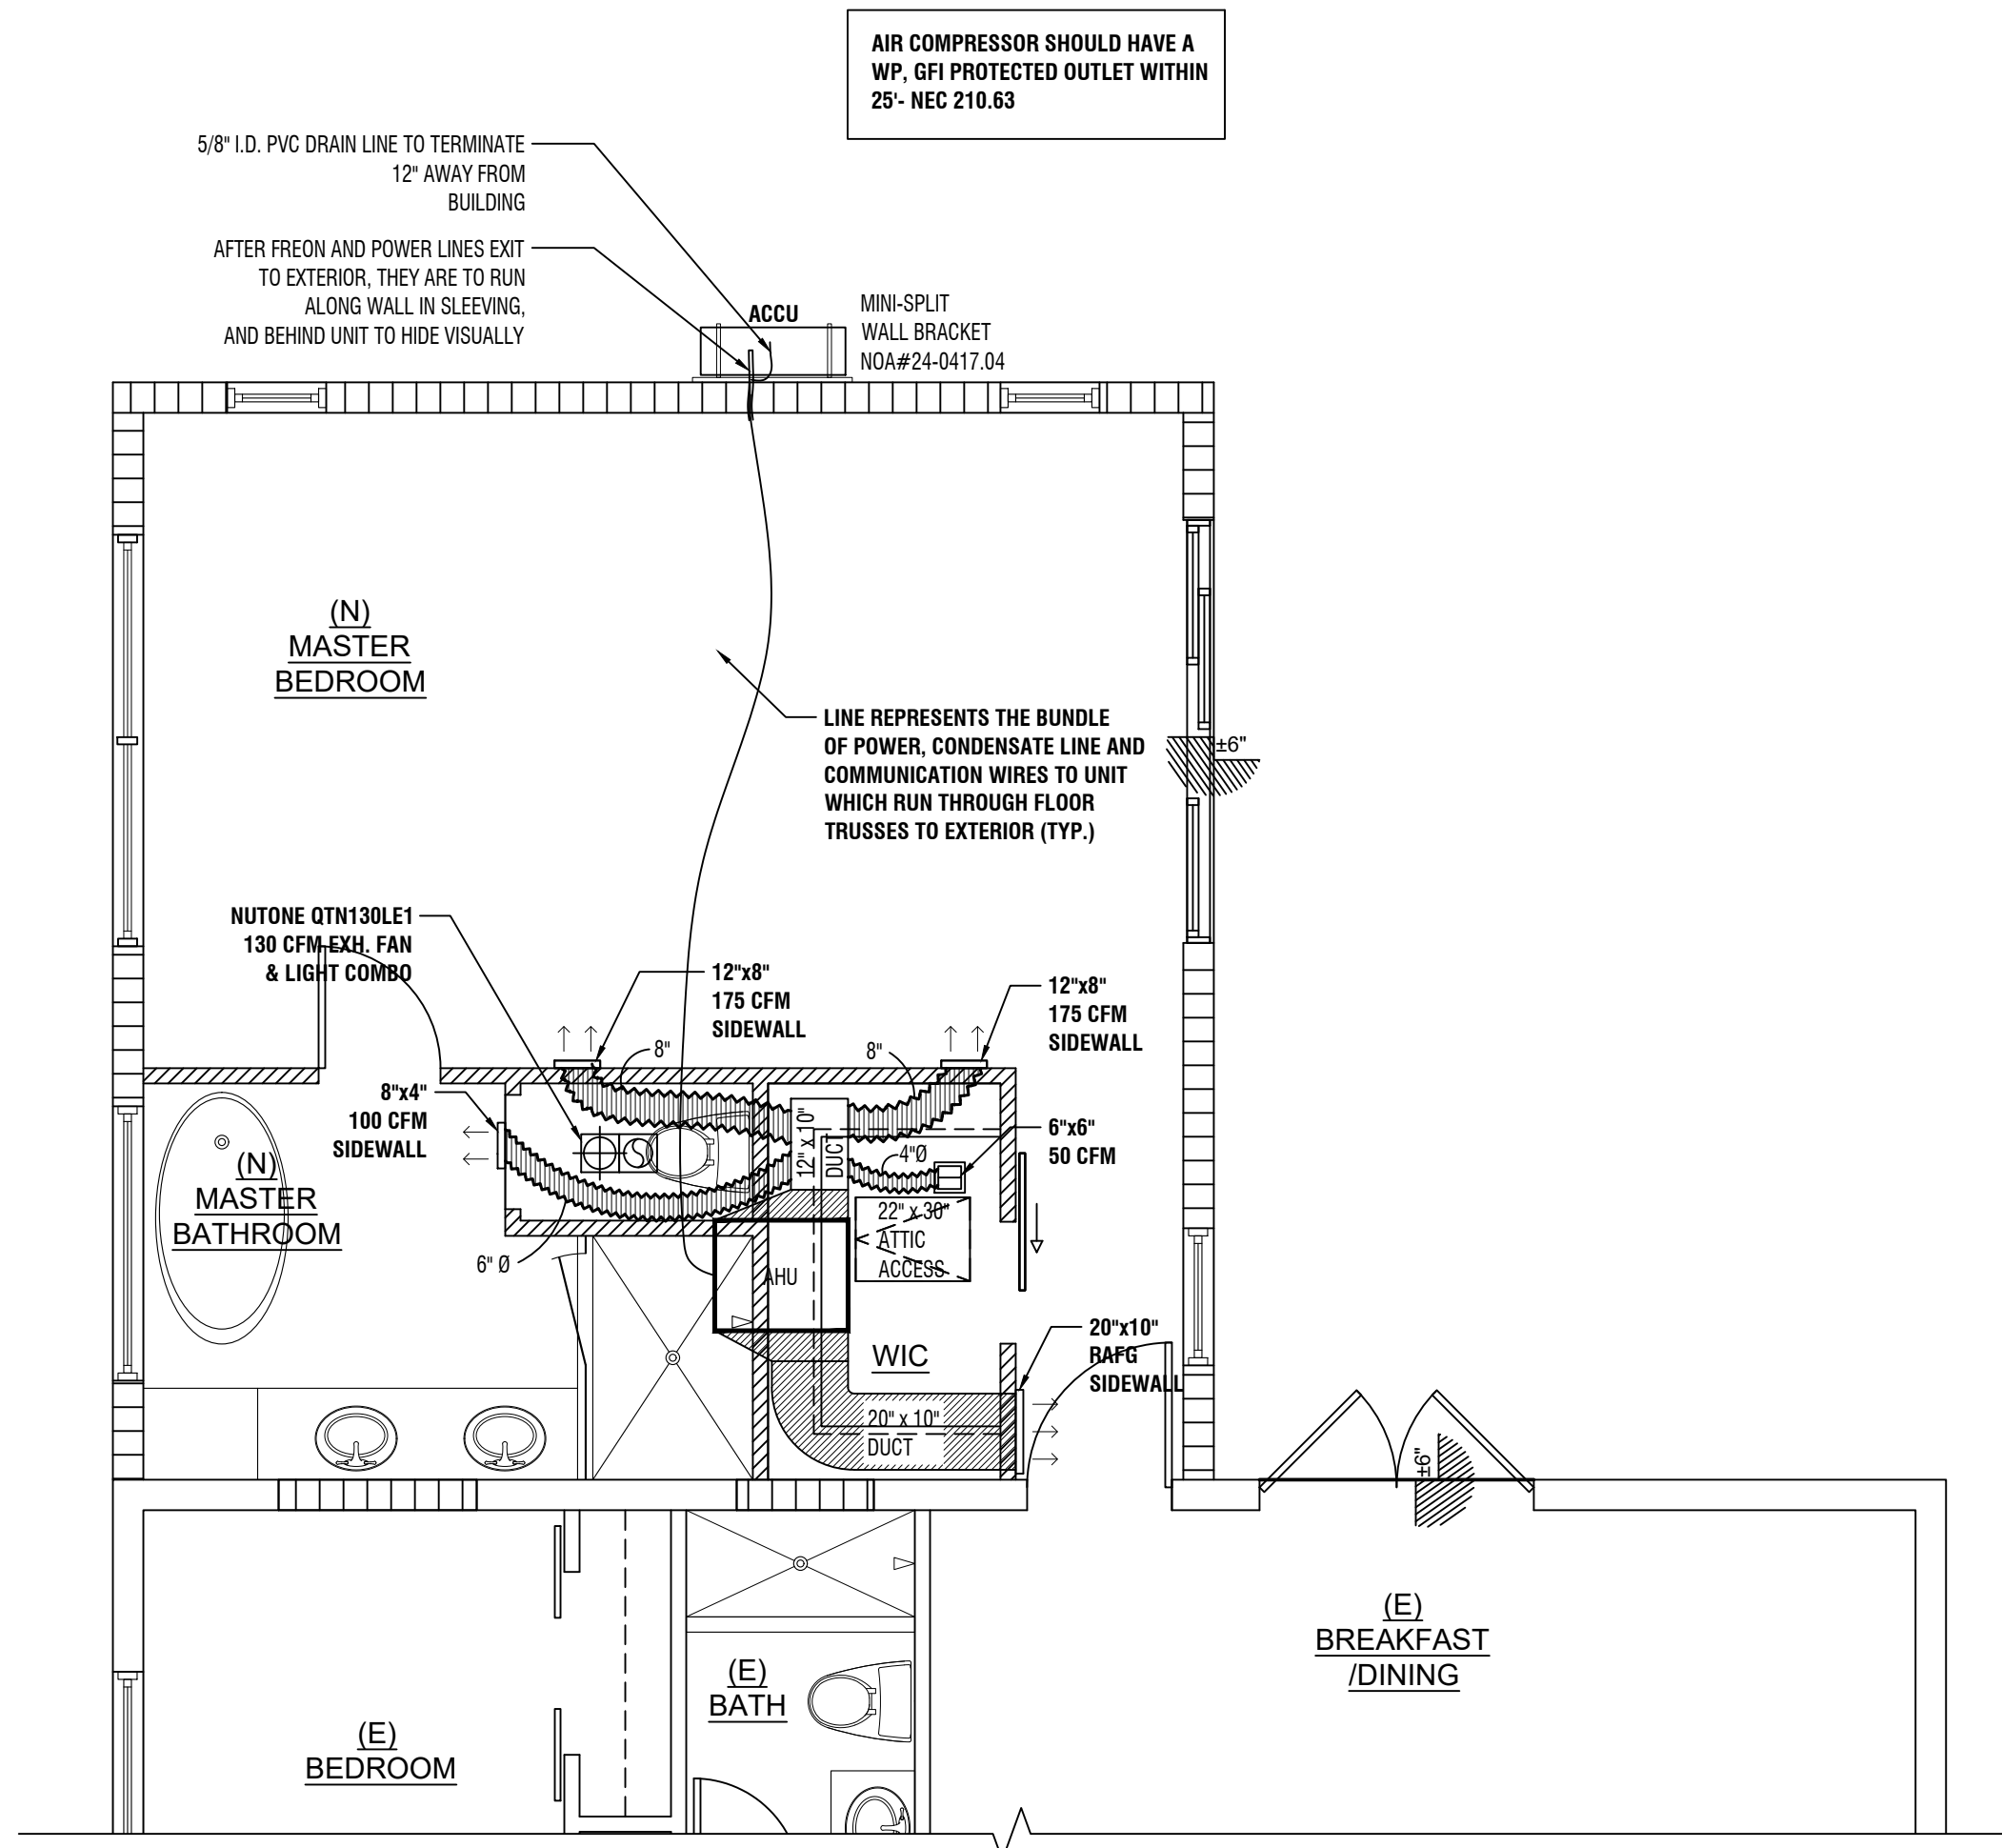 AIR COMPRESSOR SHOULD HAVE A
WP, GFI PROTECTED OUTLET WITHIN
25'- NEC 210.63
5/8" I.D. PVC DRAIN LINE TO TERMINATE
12" AWAY FROM
BUILDING
AFTER FREON AND POWER LINES EXIT
TO EXTERIOR, THEY ARE TO RUN
ALONG WALL IN SLEEVING,
AND BEHIND UNIT TO HIDE VISUALLY
ACCU
MINI-SPLIT
WALL BRACKET
NOA#24-0417.04
(N)
MASTER
BEDROOM
LINE REPRESENTS THE BUNDLE
OF POWER, CONDENSATE LINE AND
COMMUNICATION WIRES TO UNIT
WHICH RUN THROUGH FLOOR
TRUSSES TO EXTERIOR (TYP.)
±6"
NUTONE QTN130LE1
130 CFM EXH. FAN
& LIGHT COMBO
12"x8"
175 CFM
SIDEWALL
12"x8"
175 CFM
SIDEWALL
8"
8"
8"x4"
100 CFM
SIDEWALL
12" x 10"
DUCT
4"Ø
6"x6"
50 CFM
(N)
MASTER
BATHROOM
6" Ø
22" x 30"
ATTIC
ACCESS
AHU
WIC
20"x10"
RAFG
SIDEWALL
20" x 10"
DUCT
±6"
(E)
BREAKFAST
/DINING
(E)
BATH
(E)
BEDROOM